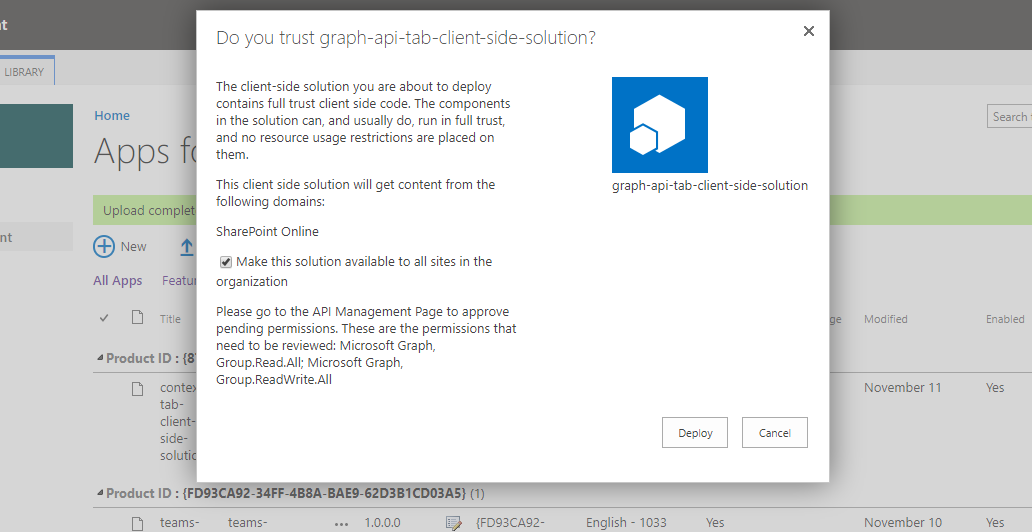 nt
LIBRARY
Do you trust graph-api-tab-client-side-solution?
The client-side solution you are about to deploy
contains full trust client side code. The components
in the solution can, and usually do, run in full trust,
and no resource usage restrictions are placed on
them.
This client side solution will get content from the
following domains:
SharePoint Online
Make this solution available to all sites in the
organization
Please go to the API Management Page to approve
pending permissions. These are the permissions that
need to be reviewed: Microsoft Graph,
Group.Read.All; Microsoft Graph,
Group.ReadWrite.All
graph-api-tab-client-side-solution
Deploy
Cancel
Home
Search
Apps fo
Upload complet
nt
New
All Apps Featu
Title
ge Modified Enabled
Product ID : {8
contex
tab-
client-
side-
solutio
November 11 Yes
Product ID : {FD93CA92-34FF-4B8A-BAE9-62D3B1CD03A5} (1)
teams- teams- ... 1.0.0.0 {FD93CA92- English - 1033 Yes November 10 Yes